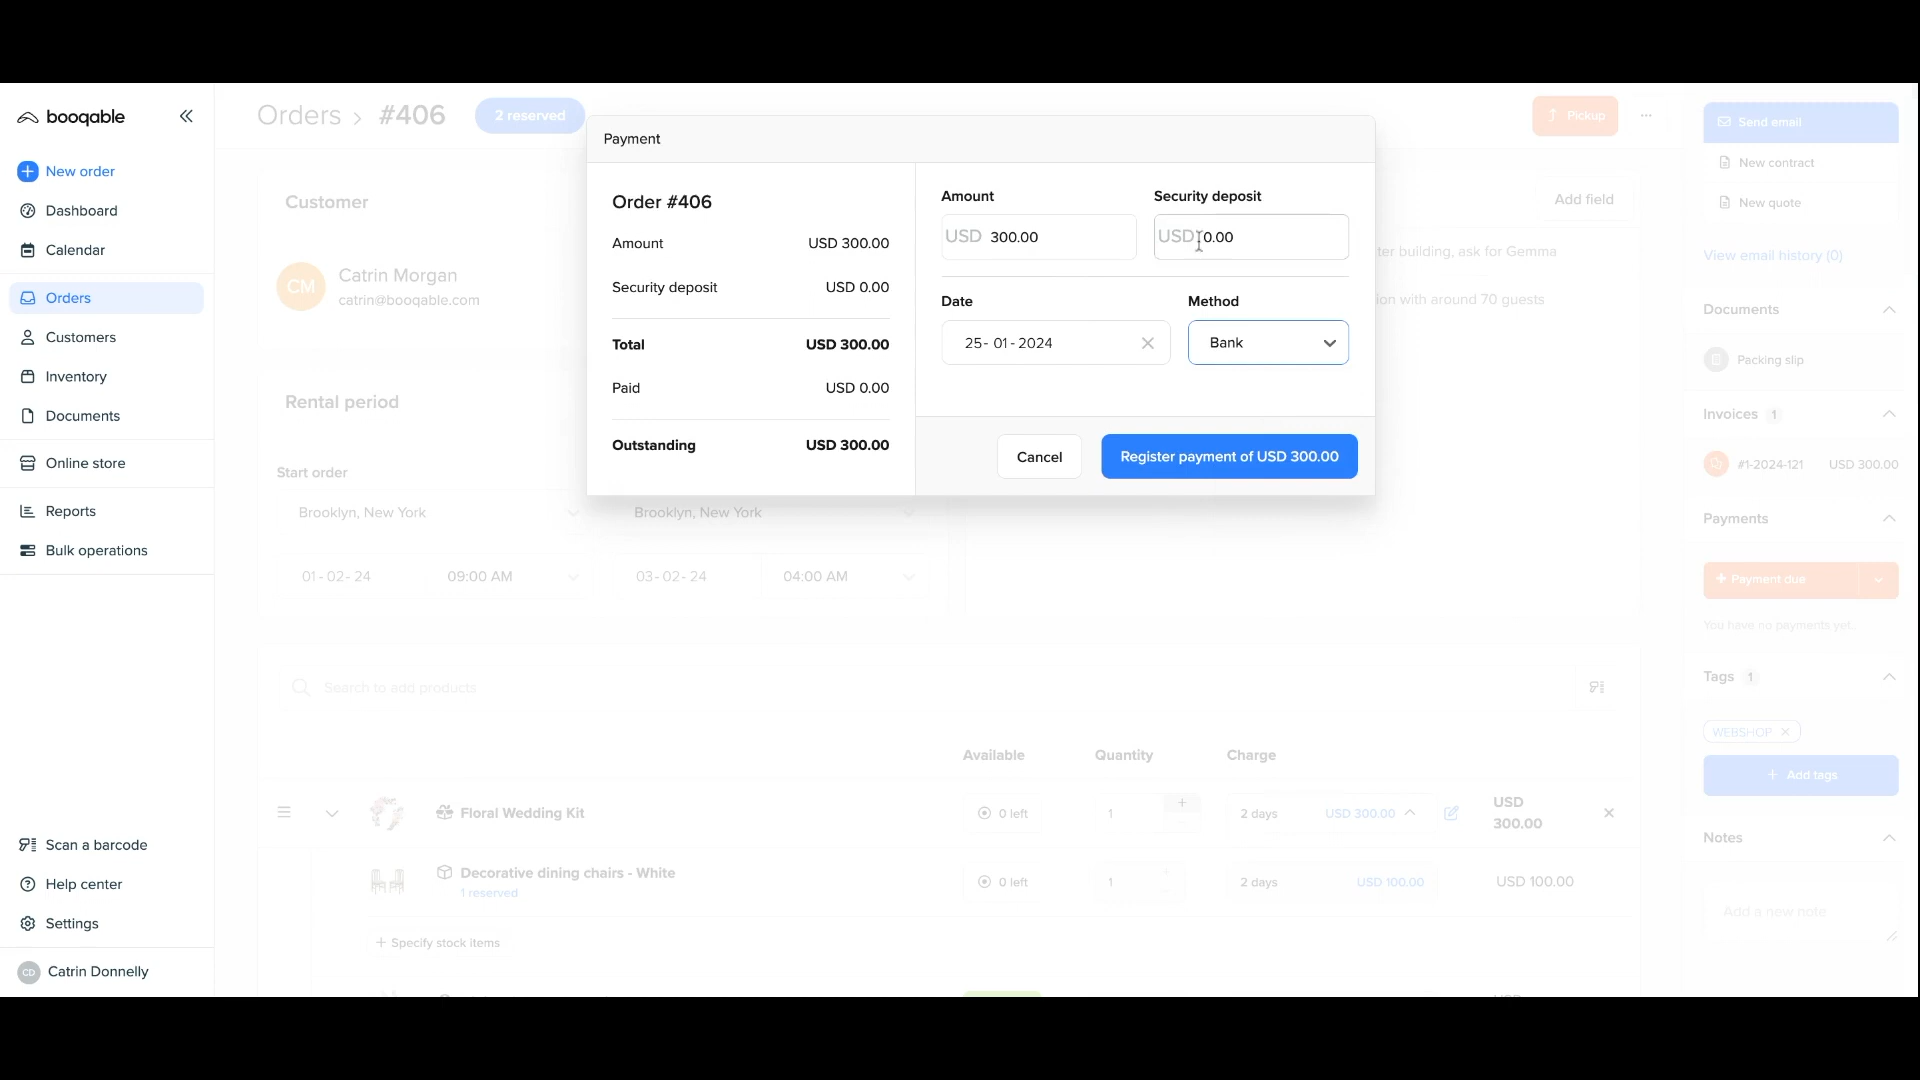 booqable
New order
Dashboard
Calendar
Orders
Customers
Inventory
Documents
Online store
Reports
Bulk operations
Scan a barcode
Help center
Settings
CD Catrin Donnelly
Orders › #406 2 reserved
Pickup ...
Customer
CM Catrin Morgan
catrin@booqable.com
Rental period
Start order
Brooklyn, New York Brooklyn, New York
01-02-24 09:00 AM 03-02-24 04:00 AM
Add field
ter building, ask for Gemma
ion with around 70 guests
Payment
Order #406
Amount USD 300.00
Security deposit USD 0.00
Total USD 300.00
Paid USD 0.00
Outstanding USD 300.00
Amount Security deposit
USD 300.00 USD 0.00
Date Method
25-01-2024 Bank
Cancel Register payment of USD 300.00
Search to add products
Available Quantity Charge
Floral Wedding Kit 0 left 1 + 2 days USD 300.00 USD
300.00
Decorative dining chairs - White 0 left 1 2 days USD 100.00 USD 100.00
1 reserved
+ Specify stock items
Send email
New contract
New quote
View email history (0)
Documents
Packing slip
Invoices 1
#1-2024-121 USD 300.00
Payments
+ Payment due
You have no payments yet..
Tags 1
WEBSHOP ×
+ Add tags
Notes
Add a new note